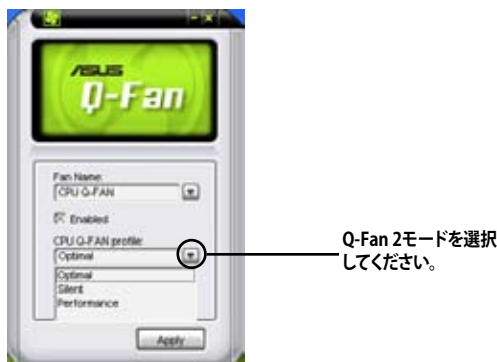 ASUS
Q-Fan
Fan Name:
CPU Q-FAN
Enabled
CPU Q-FAN profile:
Optimal
Optimal
Silent
Performance
Apply
Q-Fan 2モードを選択
してください。